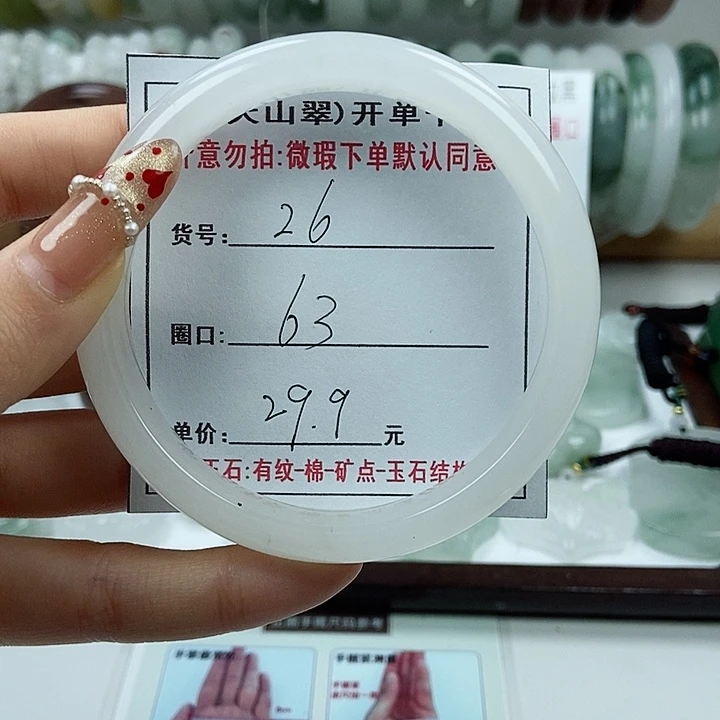 山翠)开单
意勿拍:微瑕下单默认同意
货号: 26
圈口: 63
单价: 29.9 元
石:有纹-棉-矿点-玉石结构